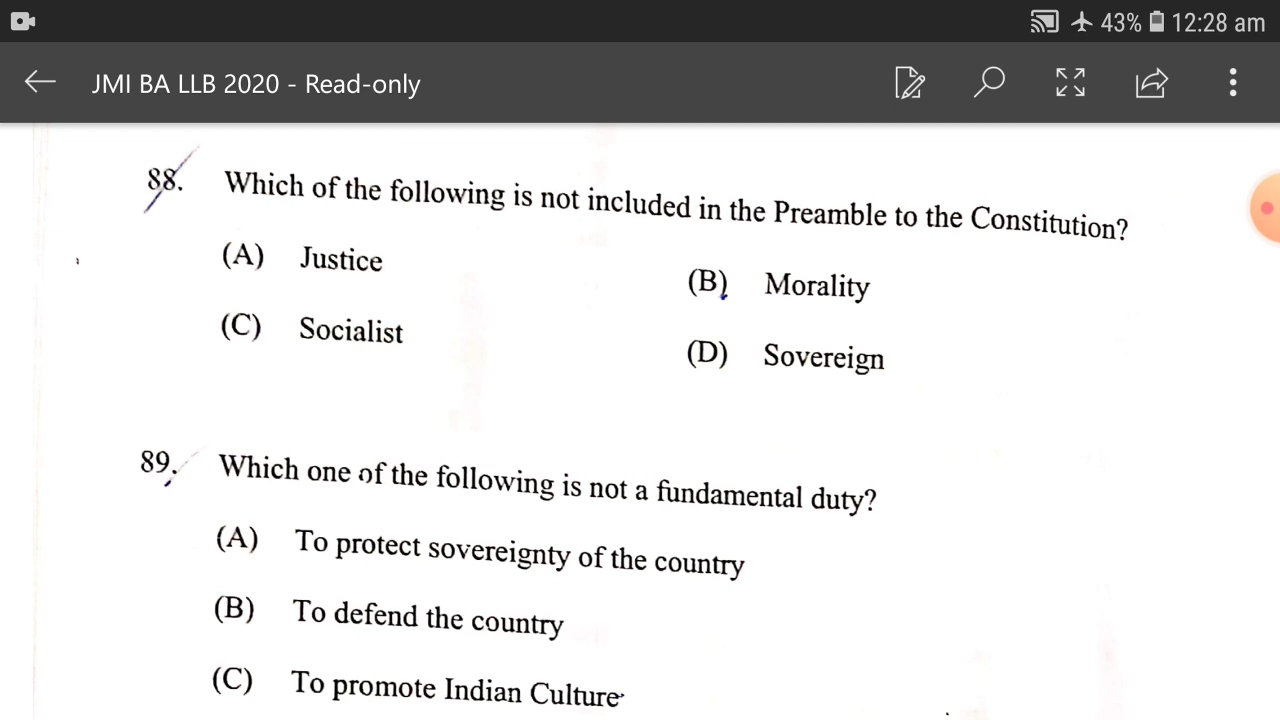 43% 12:28 am
JMI BA LLB 2020 - Read-only
88. Which of the following is not included in the Preamble to the Constitution?
(A) Justice
(B) Morality
(C) Socialist
(D) Sovereign
89. Which one of the following is not a fundamental duty?
(A) To protect sovereignty of the country
(B) To defend the country
(C) To promote Indian Culture